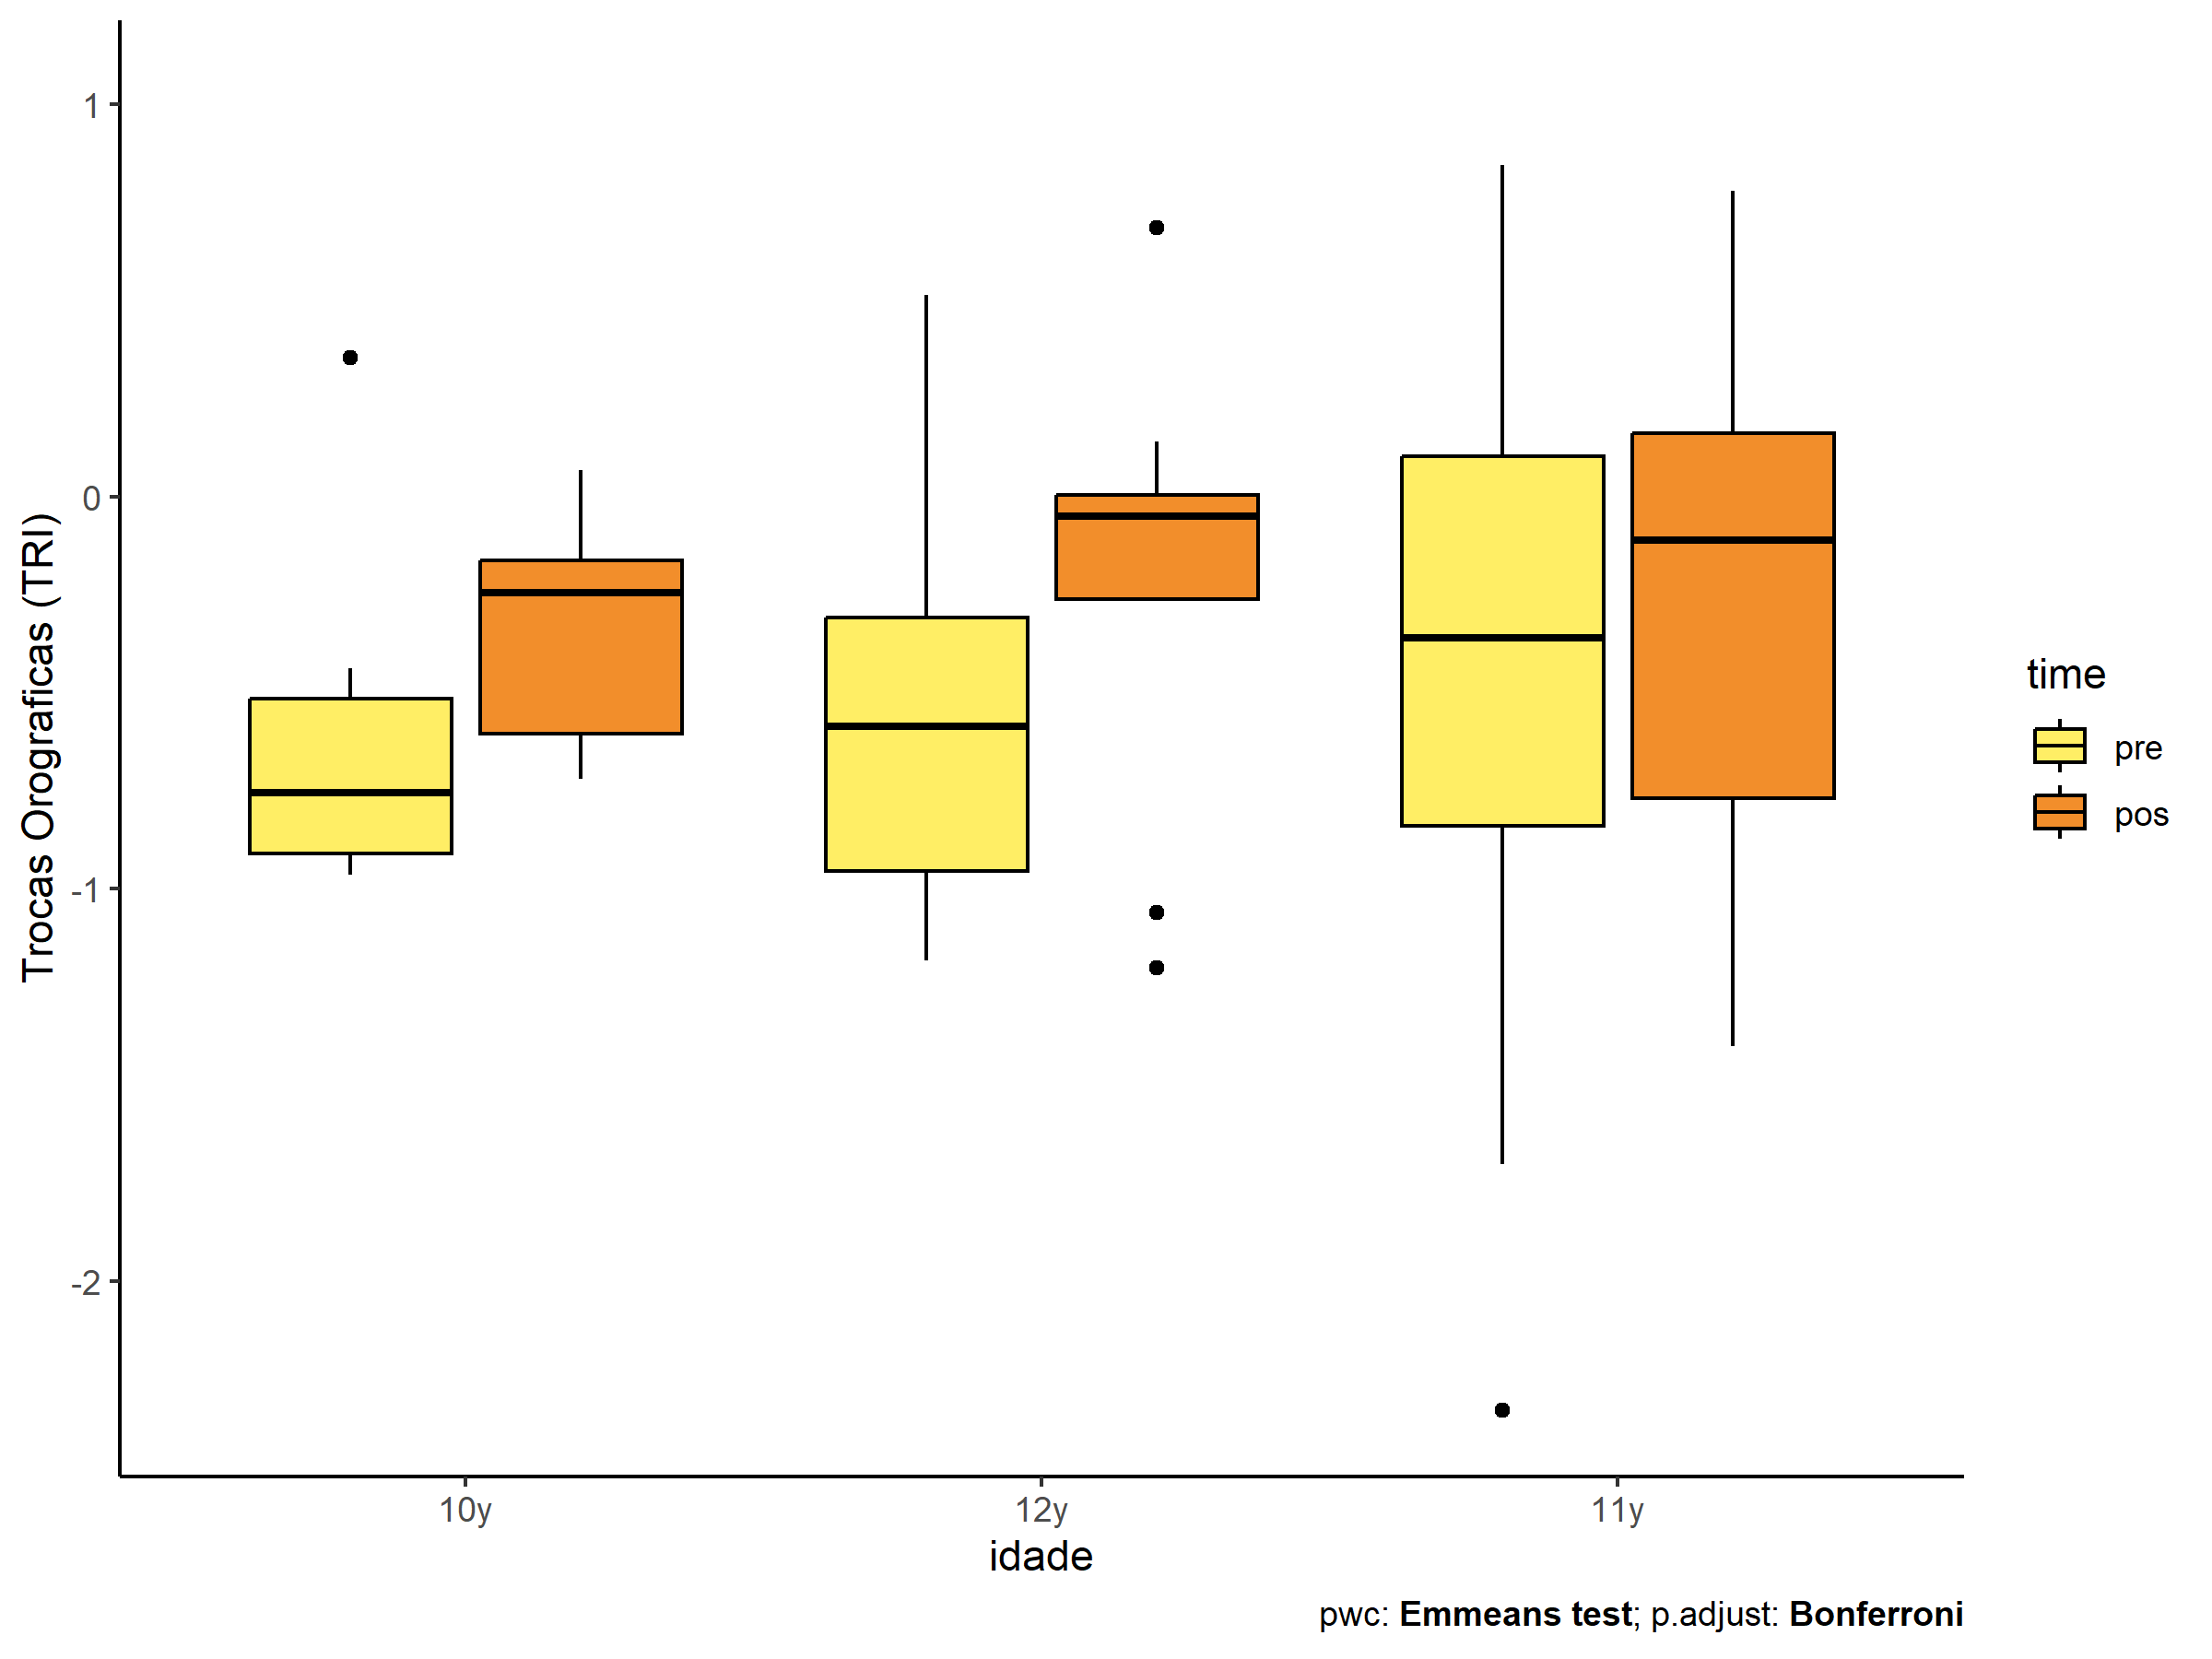 Trocas Orograficas (TRI)
1
0
-1
-2
10y
12y
11y
idade
time
pre
pos
pwc: Emmeans test; p.adjust: Bonferroni